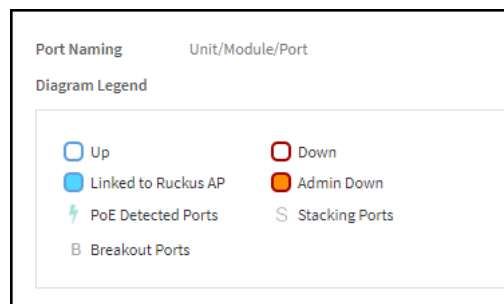 Port Naming Unit/Module/Port
Diagram Legend
Up Down
Linked to Ruckus AP Admin Down
PoE Detected Ports S Stacking Ports
B Breakout Ports